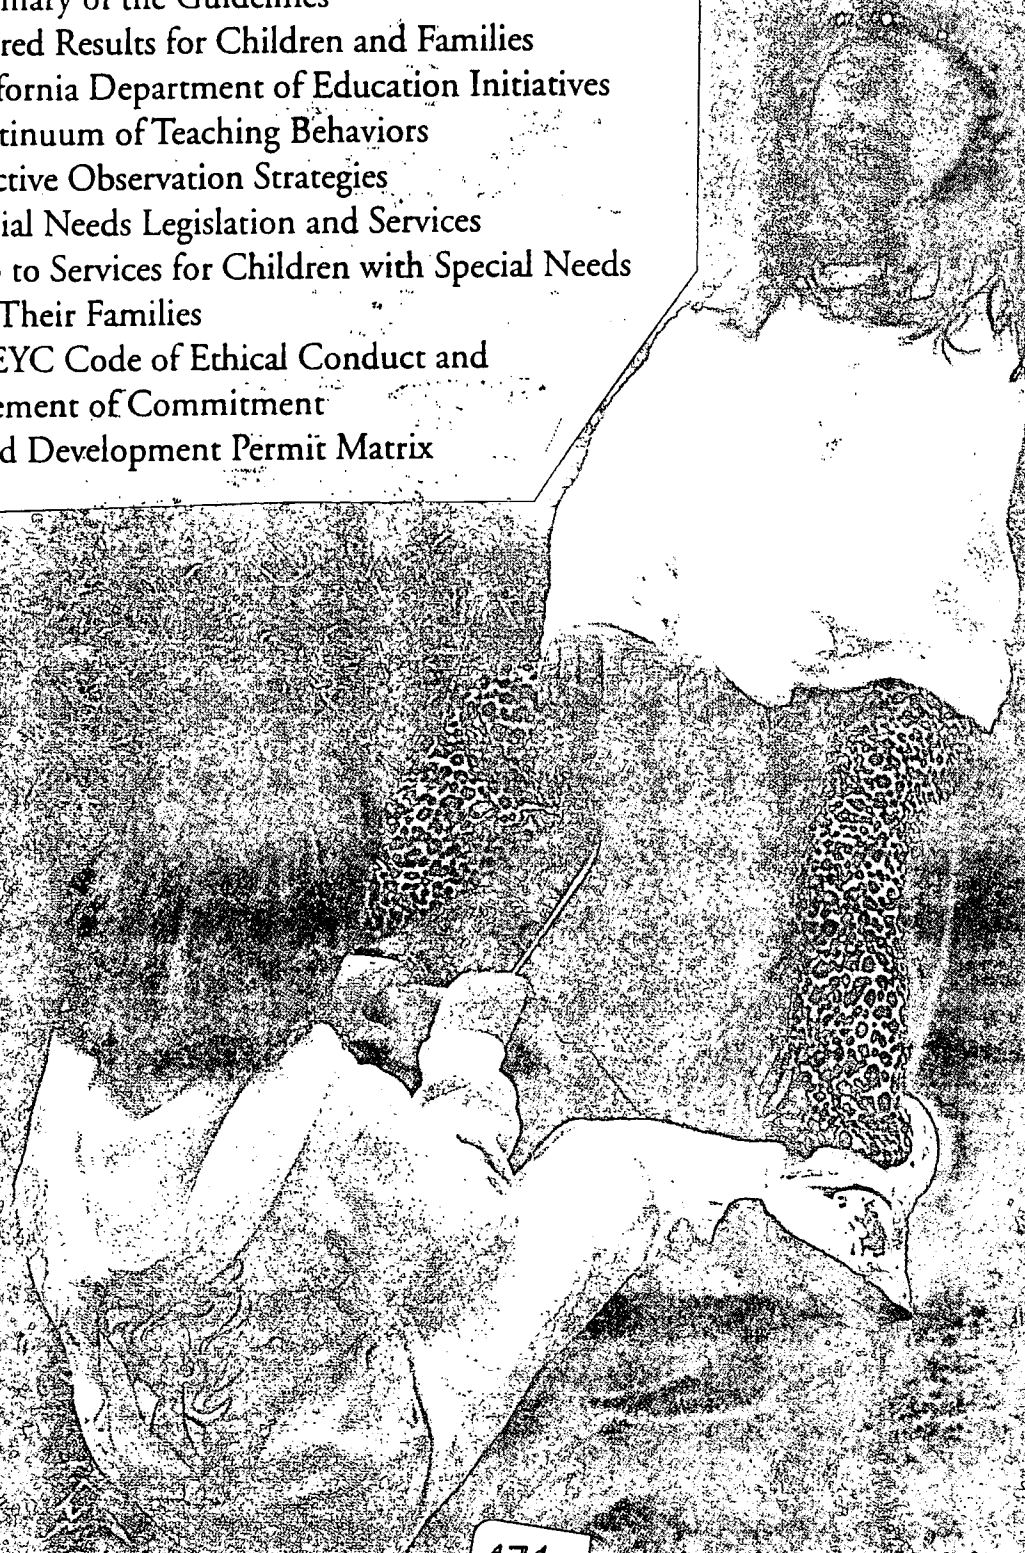 mary of the Guidelines
red Results for Children and Families
fornia Department of Education Initiatives
tinuum of Teaching Behaviors
ctive Observation Strategies
ial Needs Legislation and Services
to Services for Children with Special Needs
Their Families
EYC Code of Ethical Conduct and
ement of Commitment
d Development Permit Matrix
171